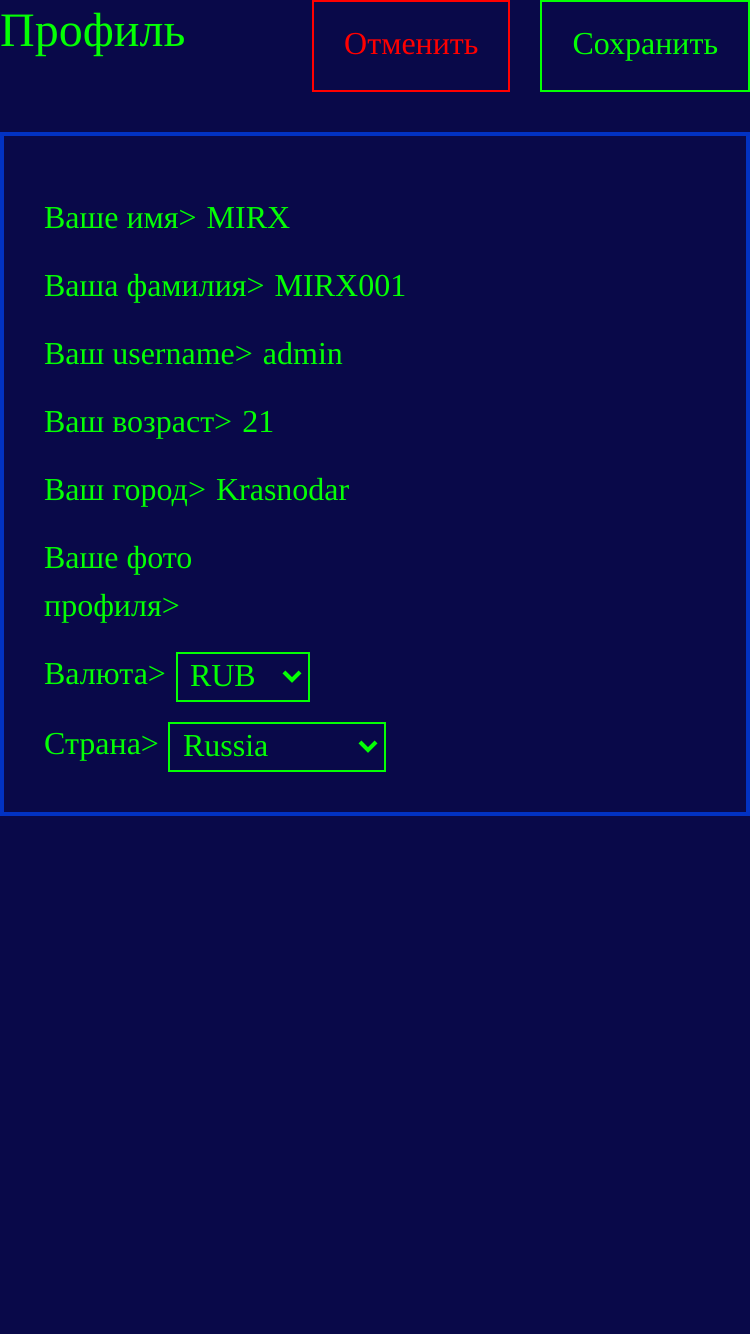 Профиль Отменить Сохранить
Ваше имя> MIRX
Ваша фамилия> MIRX001
Ваш username> admin
Ваш возраст> 21
Ваш город> Krasnodar
Ваше фото
профиля>
Валюта> RUB
Страна> Russia